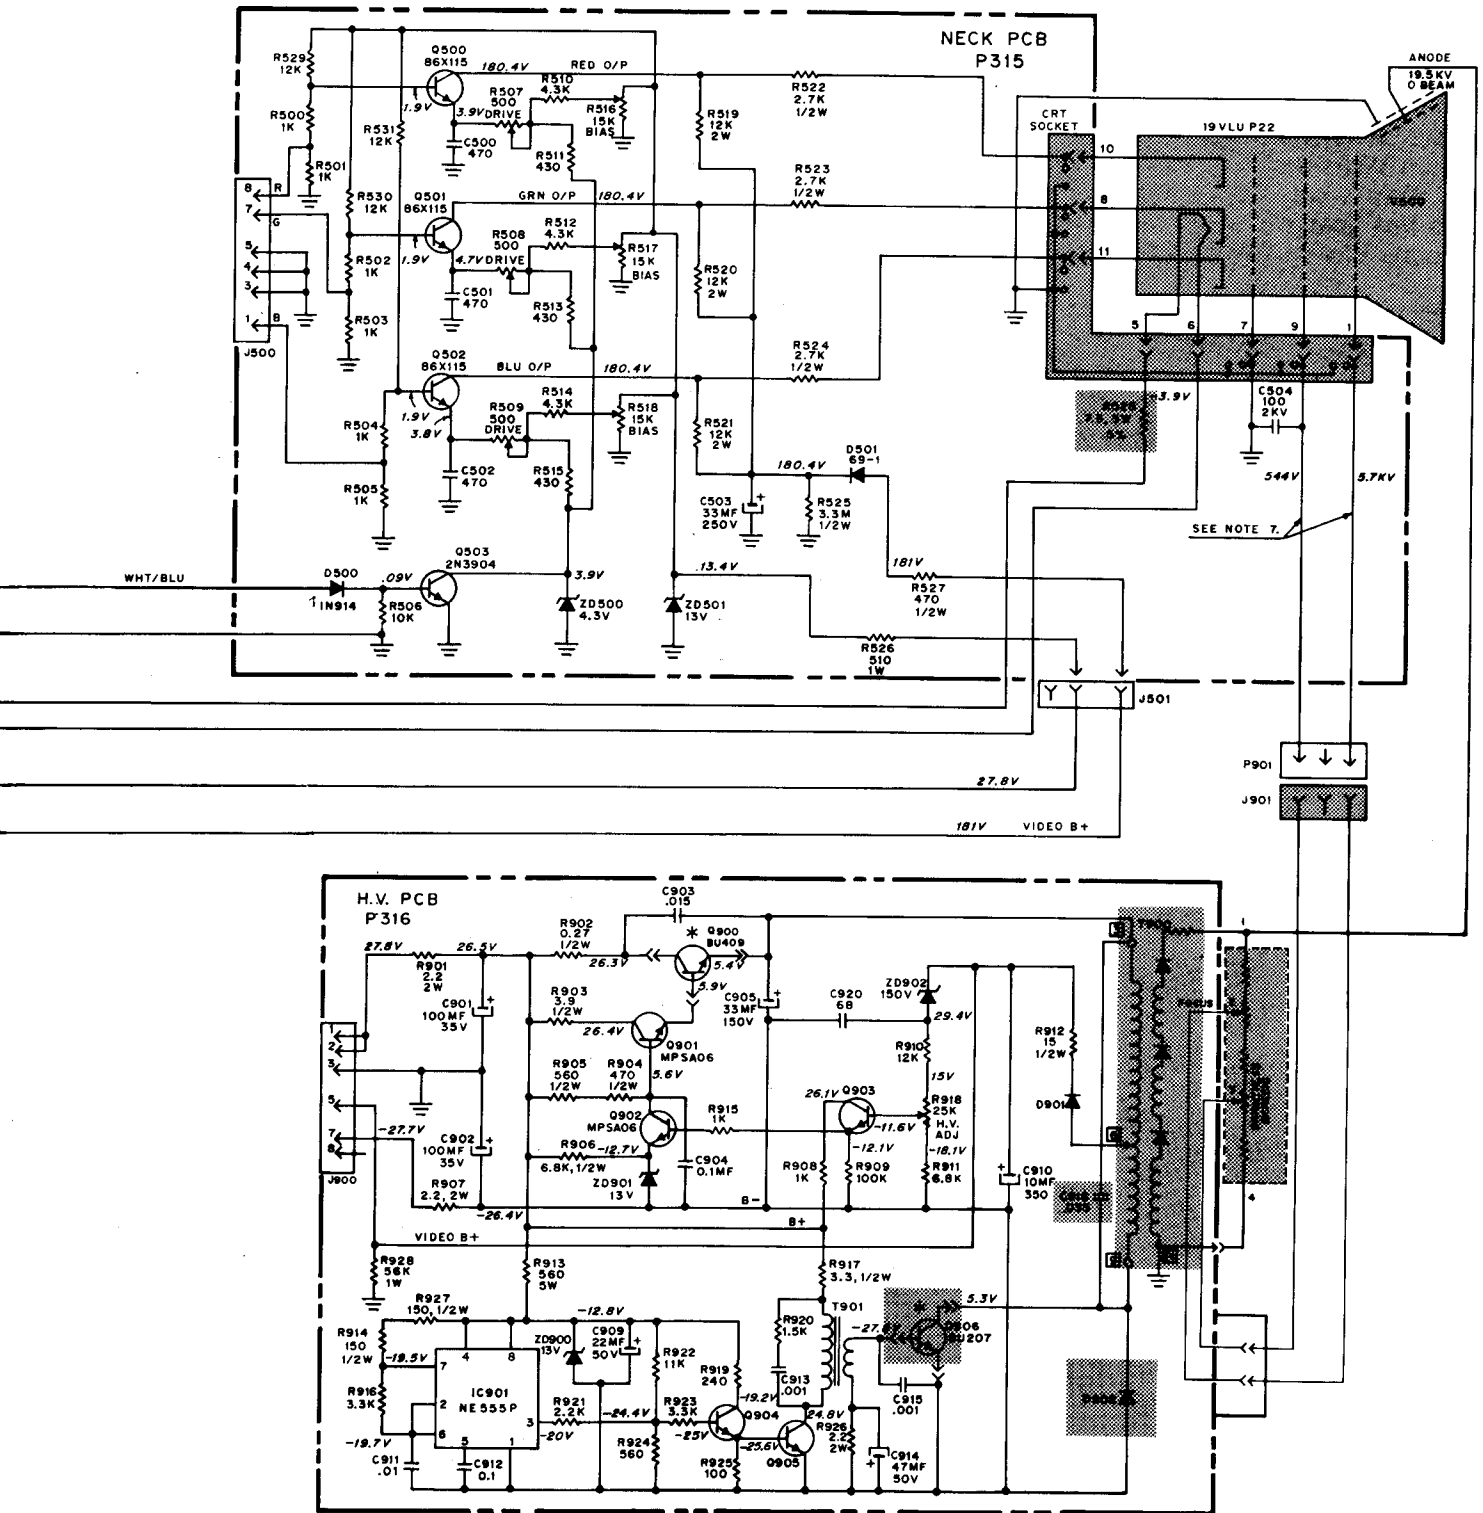 NECK PCB
P315
ANODE
19.5KV
0 BEAM
R529
12K
Q500
86X115
180.4V
RED O/P
R510
4.3K
R507
500
DRIVE
R516
15K
BIAS
R522
2.7K
1/2W
CRT
SOCKET
19VLU P22
R500
1K
1.9V
3.9V
R519
12K
2W
R531
12K
C500
470
R511
430
10
R501
1K
R523
2.7K
1/2W
8
R
7
G
5
4
3
1
B
J500
R530
12K
Q501
86X115
GRN O/P
180.4V
8
R512
4.3K
R508
500
DRIVE
R517
15K
BIAS
R502
1K
1.9V
4.7V
11
R520
12K
2W
C501
470
R513
430
R503
1K
5
6
7
9
1
R524
2.7K
1/2W
Q502
86X115
BLU O/P
180.4V
R514
4.3K
R509
500
DRIVE
R518
15K
BIAS
1.9V
3.8V
3.9V
C504
100
2KV
R504
1K
R521
12K
2W
D501
69-1
180.4V
C502
470
R515
430
R505
1K
C503
33MF
250V
R525
3.3M
1/2W
544V
5.7KV
SEE NOTE 7.
Q503
2N3904
WHT/BLU
D500
IN914
.09V
3.9V
13.4V
181V
R506
10K
ZD500
4.3V
ZD501
13V
R527
470
1/2W
R526
510
1W
J501
P901
J901
27.8V
181V
VIDEO B+
H.V. PCB
P316
C903
.015
R902
0.27
1/2W
*
Q900
BU409
27.8V
26.5V
26.3V
5.4V
5.9V
R901
2.2
2W
C901
100MF
35V
R903
3.9
1/2W
26.4V
Q901
MPSA06
C905
33MF
150V
C920
68
ZD902
150V
29.4V
R912
15
1/2W
R910
12K
1
FOCUS
1
2
3
5
7
8
J900
R905
560
1/2W
R904
470
1/2W
5.6V
15V
26.1V
Q903
R918
25K
H.V.
ADJ
D901
Q902
MPSA06
R915
1K
-11.6V
-12.1V
-18.1V
-27.7V
C902
100MF
35V
R906
6.8K, 1/2W
-12.7V
C904
0.1MF
R908
1K
R909
100K
R911
6.8K
C910
10MF
350
ZD901
13V
R907
2.2, 2W
-26.4V
B-
B+
4
VIDEO B+
R928
56K
1W
R913
560
5W
R917
3.3, 1/2W
R927
150, 1/2W
-12.8V
T901
5.3V
R914
150
1/2W
-19.5V
ZD900
13V
C909
22MF
50V
R922
11K
R920
1.5K
*
BU207
4
8
7
2
6
5
1
3
IC901
NE555P
R919
240
C913
.001
C915
.001
R916
3.3K
R921
2.2K
-24.4V
R923
3.3K
-19.2V
Q904
24.8V
-20V
-25V
-25.6V
R926
2.2
2W
-19.7V
C911
.01
C912
0.1
R924
560
R925
100
Q905
C914
47MF
50V